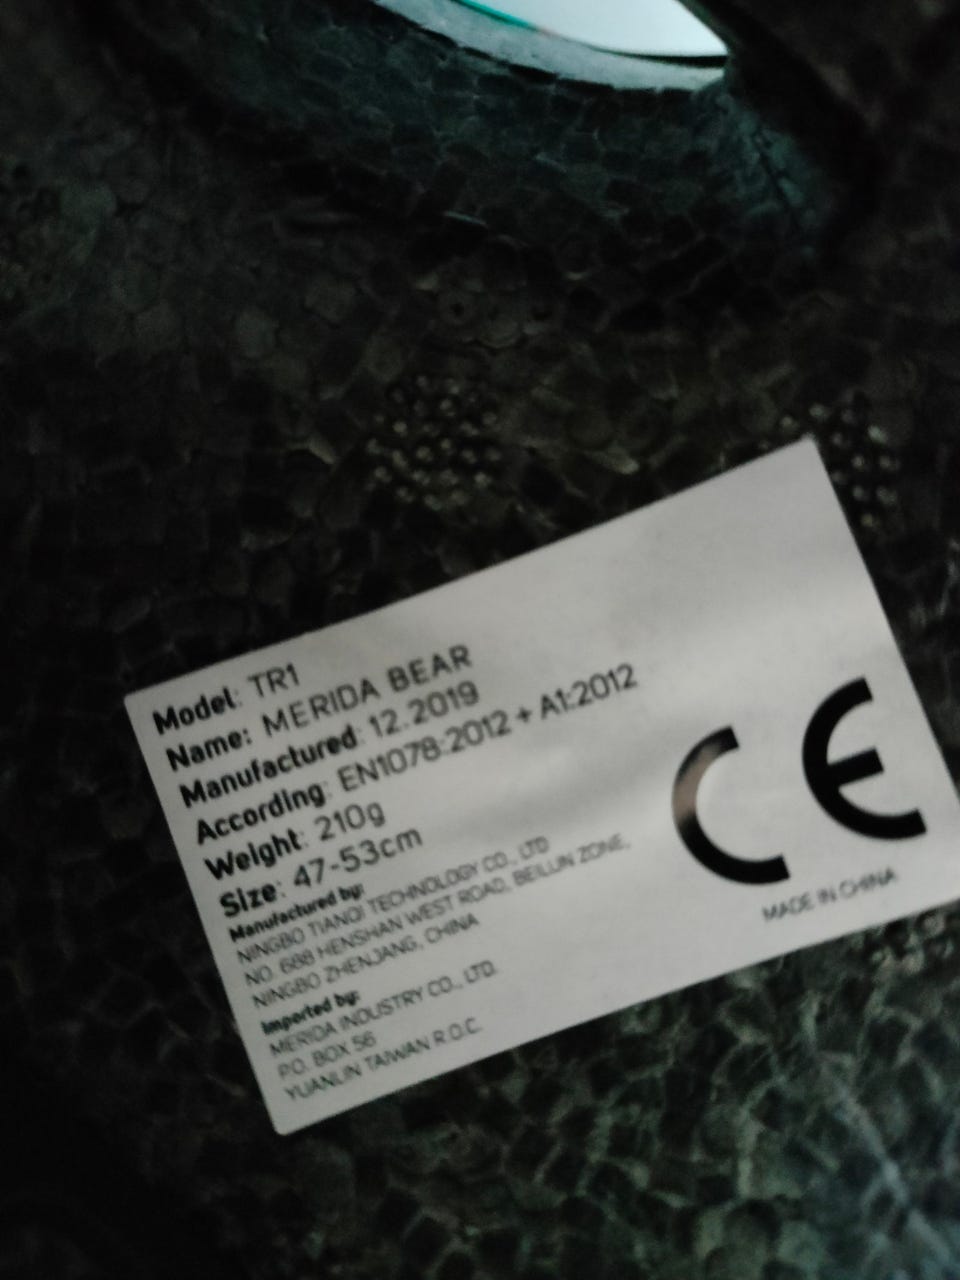 Model: TR1
Name: MERIDA BEAR
Manufactured: 12.2019
According: EN1078:2012 + A1:2012
Weight: 210g
Size: 47-53cm
Manufactured by:
NINGBO TIANQI TECHNOLOGY CO., LTD
NO. 688 HENSHAN WEST ROAD, BEILUN ZONE,
NINGBO ZHENJANG, CHINA
Imported by:
MERIDA INDUSTRY CO., LTD.
P.O. BOX 56
YUANLIN TAIWAN R.O.C.
CE
MADE IN CHINA